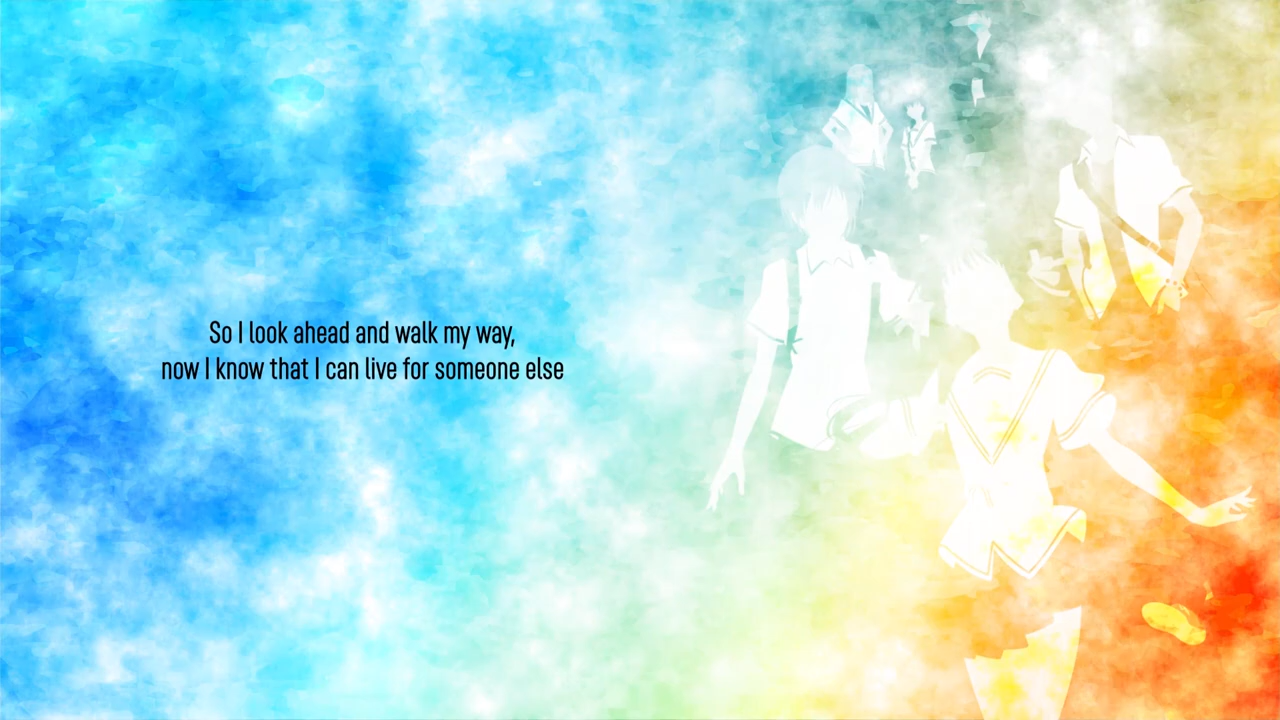 So I look ahead and walk my way,
now I know that I can live for someone else